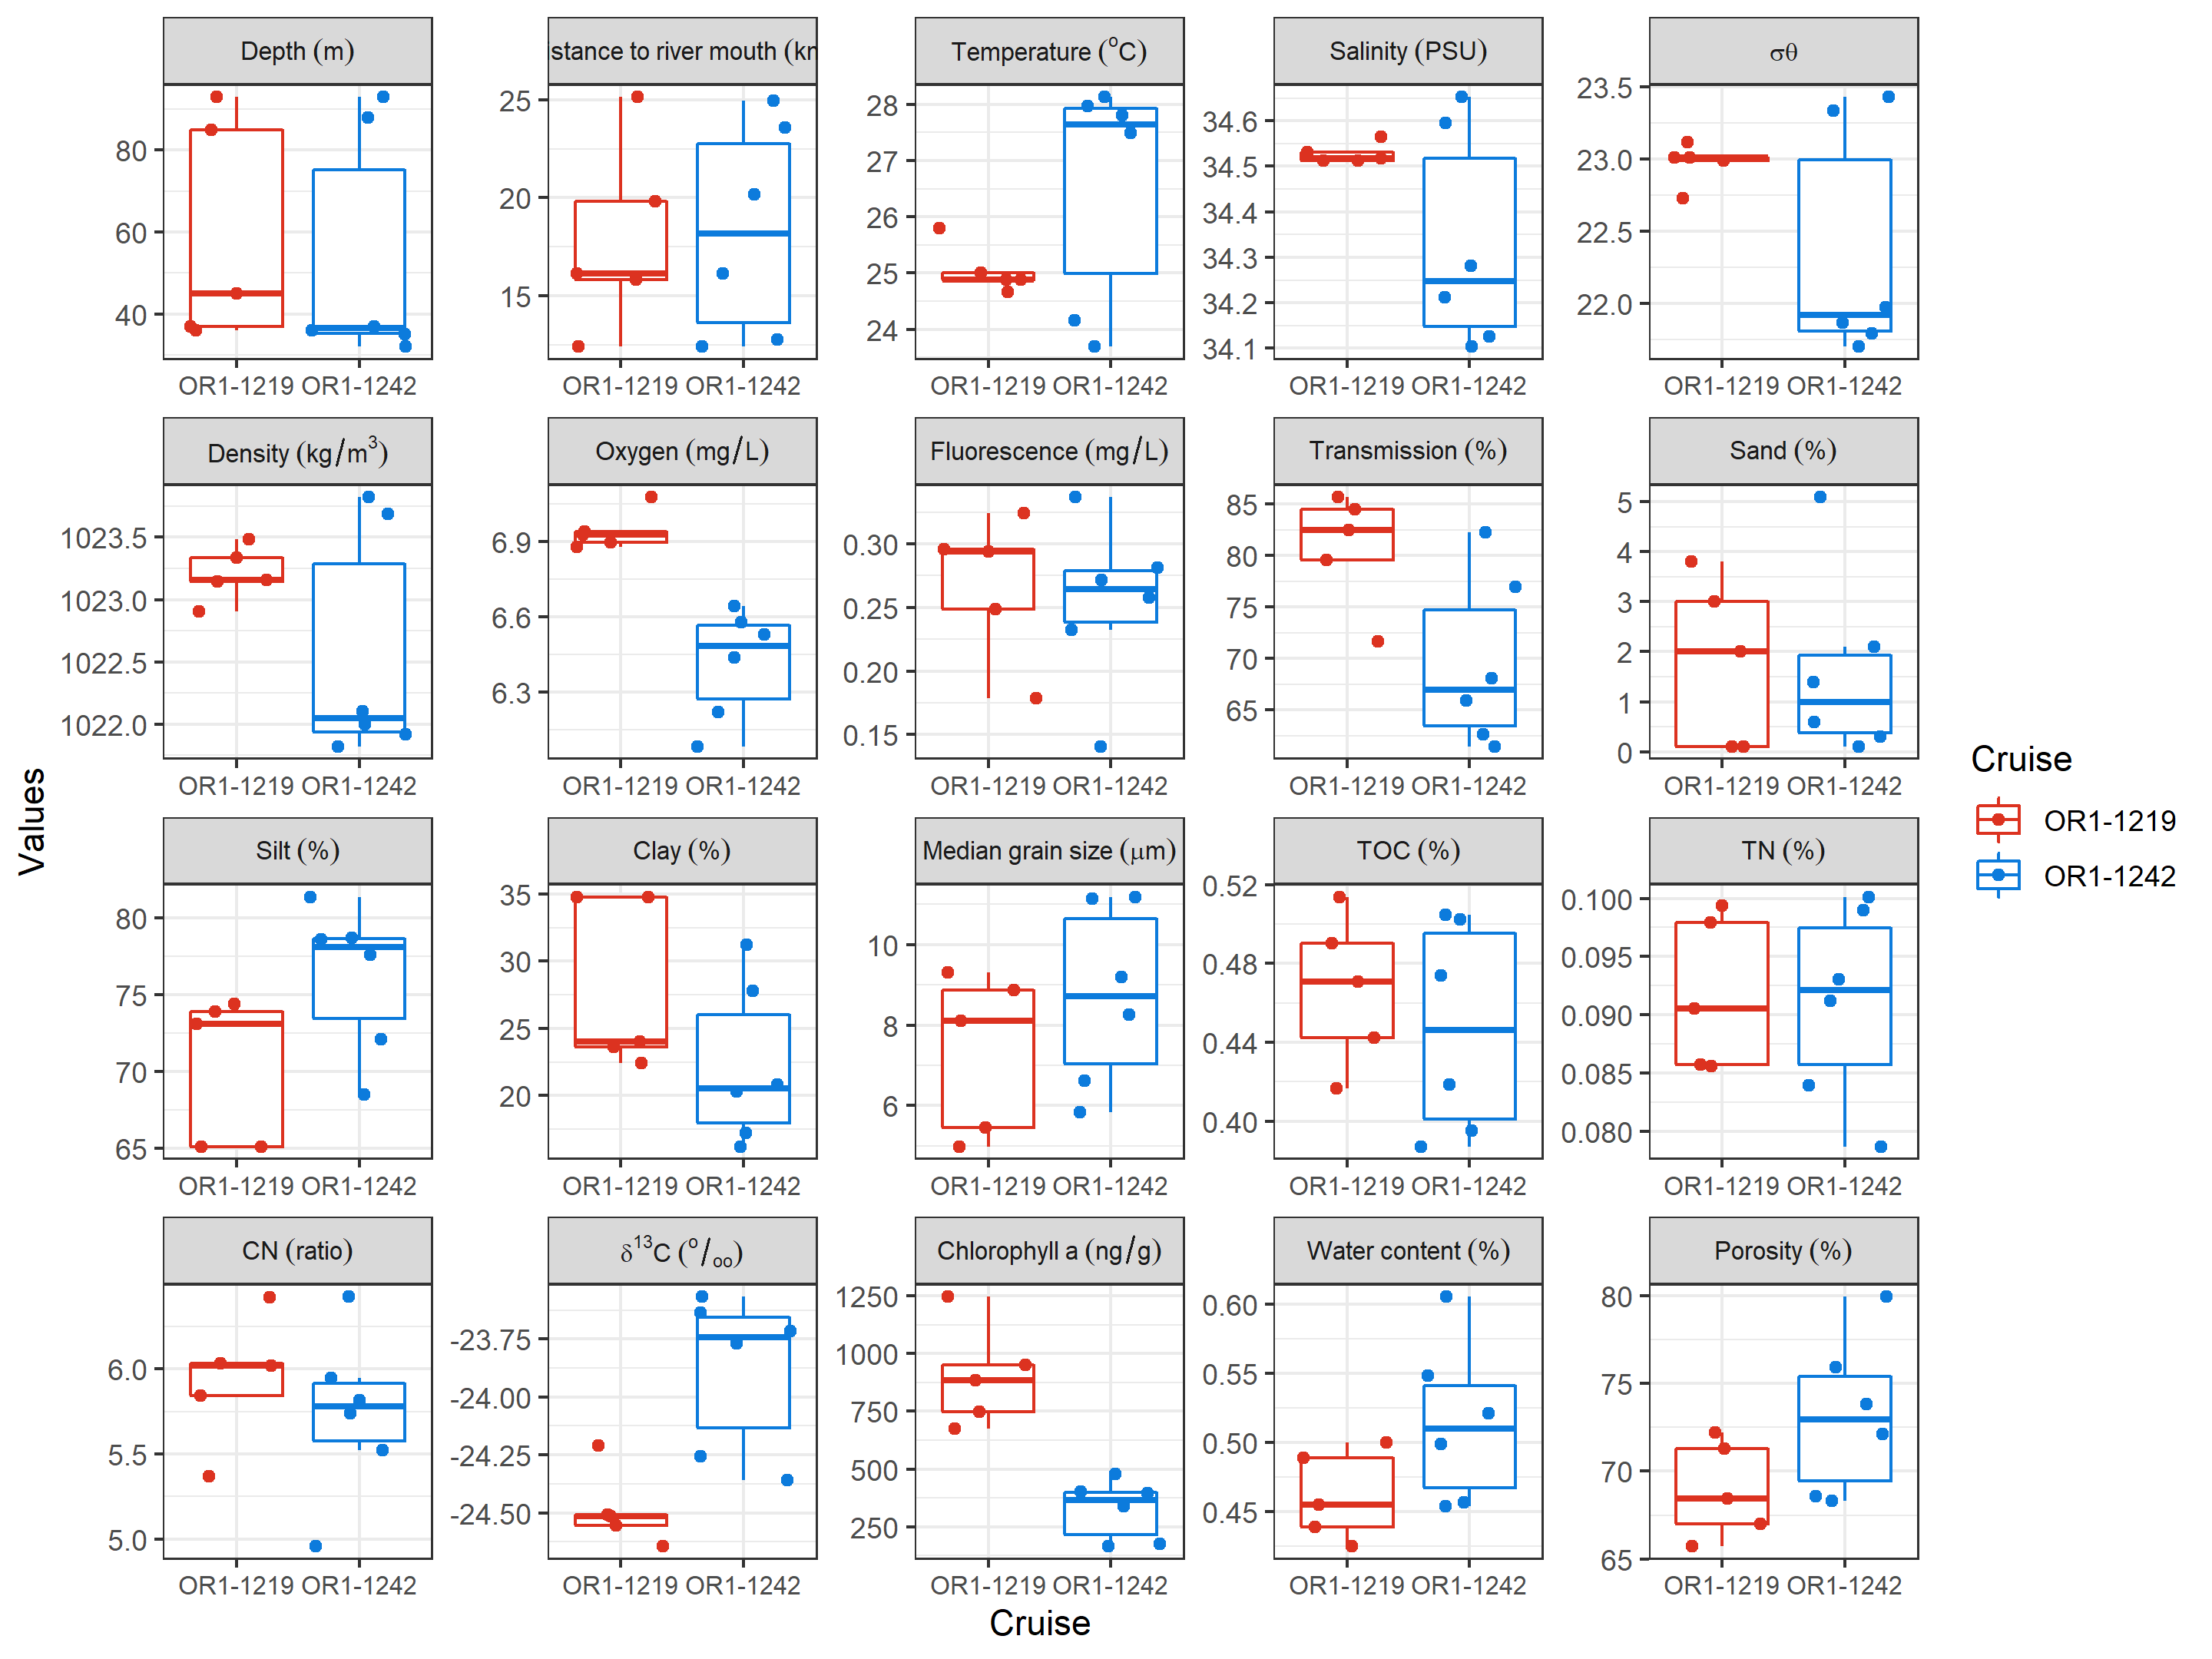 Depth (m)
stance to river mouth (kn
Temperature (°C)
Salinity (PSU)
σθ
80
60
40
25
20
15
28
27
26
25
24
34.6
34.5
34.4
34.3
34.2
34.1
23.5
23.0
22.5
22.0
OR1-1219 OR1-1242
OR1-1219 OR1-1242
OR1-1219 OR1-1242
OR1-1219 OR1-1242
OR1-1219 OR1-1242
Density (kg/m³)
Oxygen (mg/L)
Fluorescence (mg/L)
Transmission (%)
Sand (%)
1023.5
1023.0
1022.5
1022.0
6.9
6.6
6.3
0.30
0.25
0.20
0.15
85
80
75
70
65
5
4
3
2
1
0
OR1-1219 OR1-1242
OR1-1219 OR1-1242
OR1-1219 OR1-1242
OR1-1219 OR1-1242
OR1-1219 OR1-1242
Values
Silt (%)
Clay (%)
Median grain size (μm)
TOC (%)
TN (%)
80
75
70
65
35
30
25
20
10
8
6
0.52
0.48
0.44
0.40
0.100
0.095
0.090
0.085
0.080
OR1-1219 OR1-1242
OR1-1219 OR1-1242
OR1-1219 OR1-1242
OR1-1219 OR1-1242
OR1-1219 OR1-1242
CN (ratio)
δ¹³C (º/₀₀)
Chlorophyll a (ng/g)
Water content (%)
Porosity (%)
6.0
5.5
5.0
-23.75
-24.00
-24.25
-24.50
1250
1000
750
500
250
0.60
0.55
0.50
0.45
80
75
70
65
OR1-1219 OR1-1242
OR1-1219 OR1-1242
OR1-1219 OR1-1242
OR1-1219 OR1-1242
OR1-1219 OR1-1242
Cruise
Cruise
OR1-1219
OR1-1242